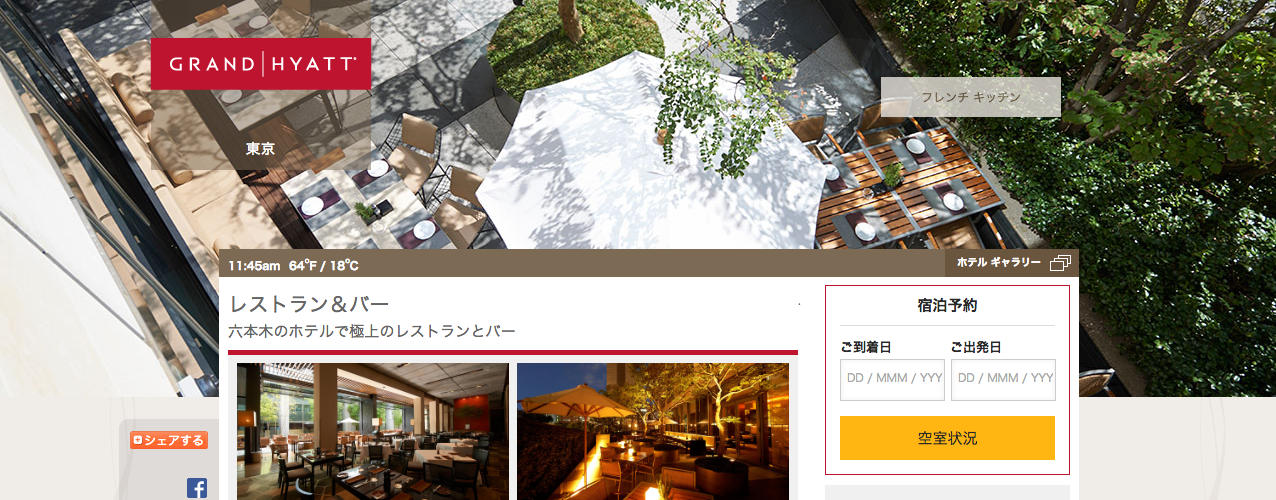 GRAND | HYATT
東京
フレンチ キッチン
11:45am 64°F / 18°C
ホテル ギャラリー
レストラン＆バー
六本木のホテルで極上のレストランとバー
宿泊予約
ご到着日 ご出発日
DD / MMM / YYY DD / MMM / YYY
空室状況
シェアする